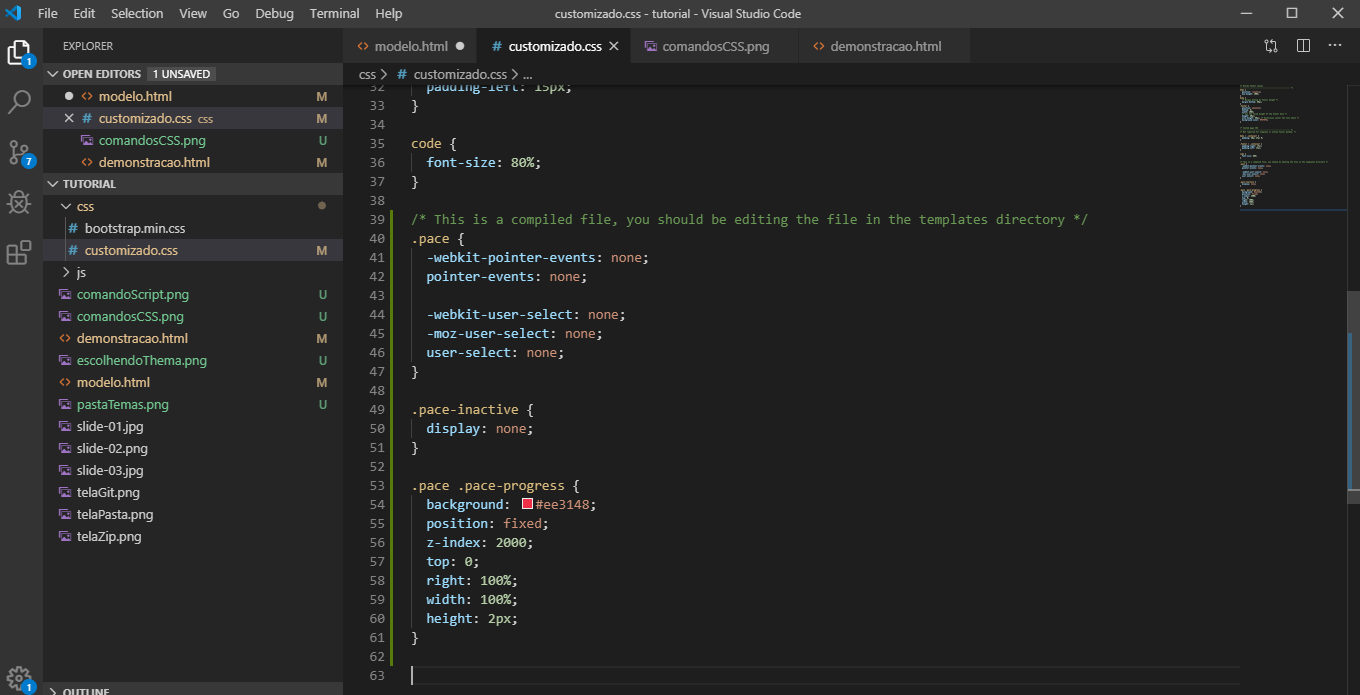 File Edit Selection View Go Debug Terminal Help customizado.css - tutorial - Visual Studio Code
EXPLORER
OPEN EDITORS 1 UNSAVED
modelo.html M
customizado.css css M
comandosCSS.png U
demonstracao.html M
TUTORIAL
css
bootstrap.min.css
customizado.css M
js
comandoScript.png U
comandosCSS.png U
demonstracao.html M
escolhendoThema.png U
modelo.html M
pastaTemas.png U
slide-01.jpg
slide-02.png
slide-03.jpg
telaGit.png
telaPasta.png
telaZip.png
OUTLINE
1
7
1
modelo.html customizado.css comandosCSS.png demonstracao.html
css > # customizado.css > ...
32 padding-left: 15px;
33 }
34
35 code {
36 font-size: 80%;
37 }
38
39 /* This is a compiled file, you should be editing the file in the templates directory */
40 .pace {
41 -webkit-pointer-events: none;
42 pointer-events: none;
43
44 -webkit-user-select: none;
45 -moz-user-select: none;
46 user-select: none;
47 }
48
49 .pace-inactive {
50 display: none;
51 }
52
53 .pace .pace-progress {
54 background: #ee3148;
55 position: fixed;
56 z-index: 2000;
57 top: 0;
58 right: 100%;
59 width: 100%;
60 height: 2px;
61 }
62
63